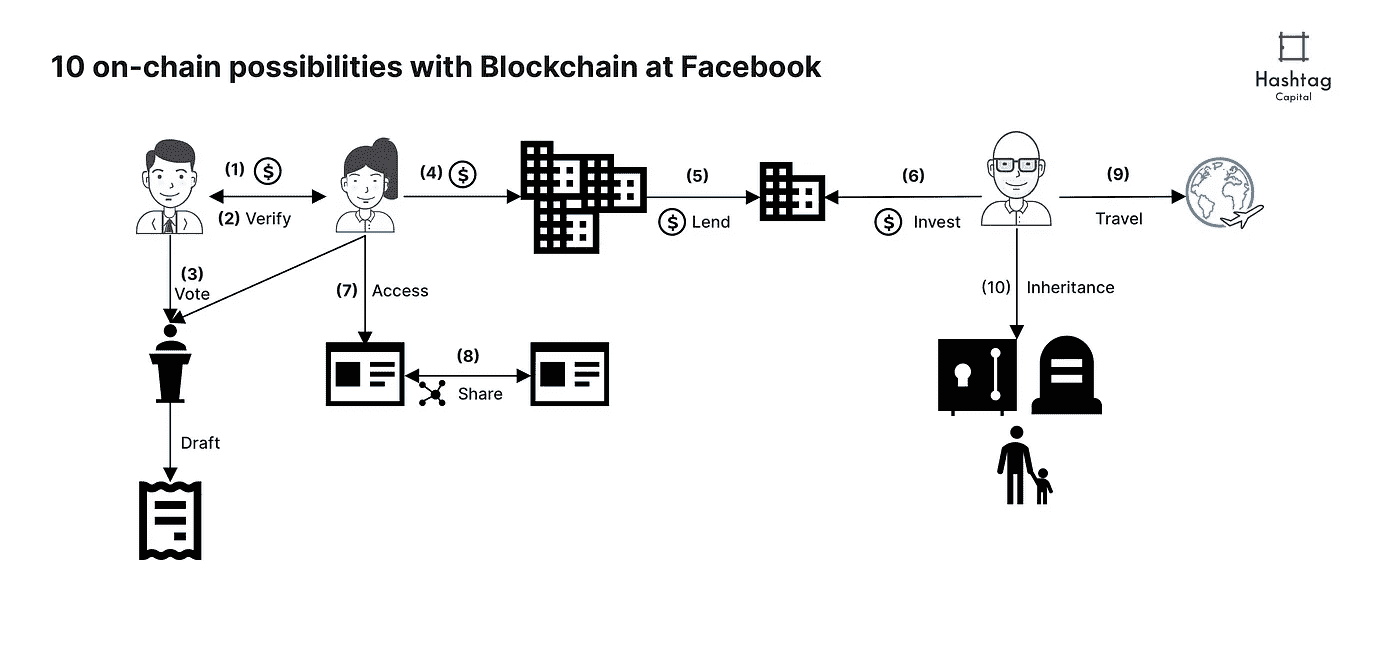 10 on-chain possibilities with Blockchain at Facebook
Hashtag
Capital
(1) $
(2) Verify
(4) $
(5)
$ Lend
(6)
$ Invest
(9)
Travel
(3)
Vote
(7) Access
(8)
Share
(10) Inheritance
Draft